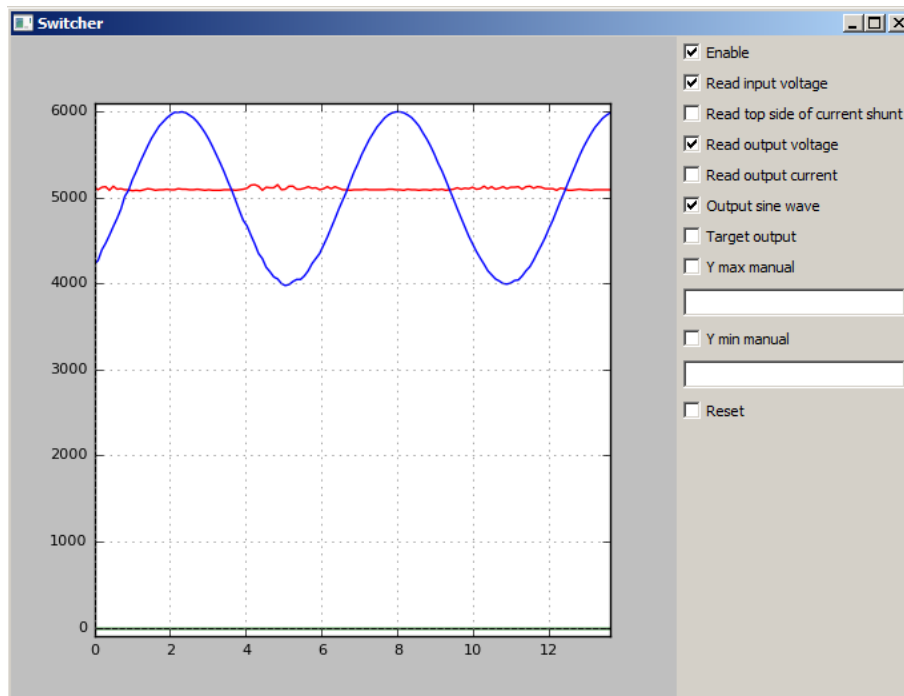 Switcher
Enable
Read input voltage
Read top side of current shunt
Read output voltage
Read output current
Output sine wave
Target output
Y max manual
Y min manual
Reset
6000
5000
4000
3000
2000
1000
0
0 2 4 6 8 10 12